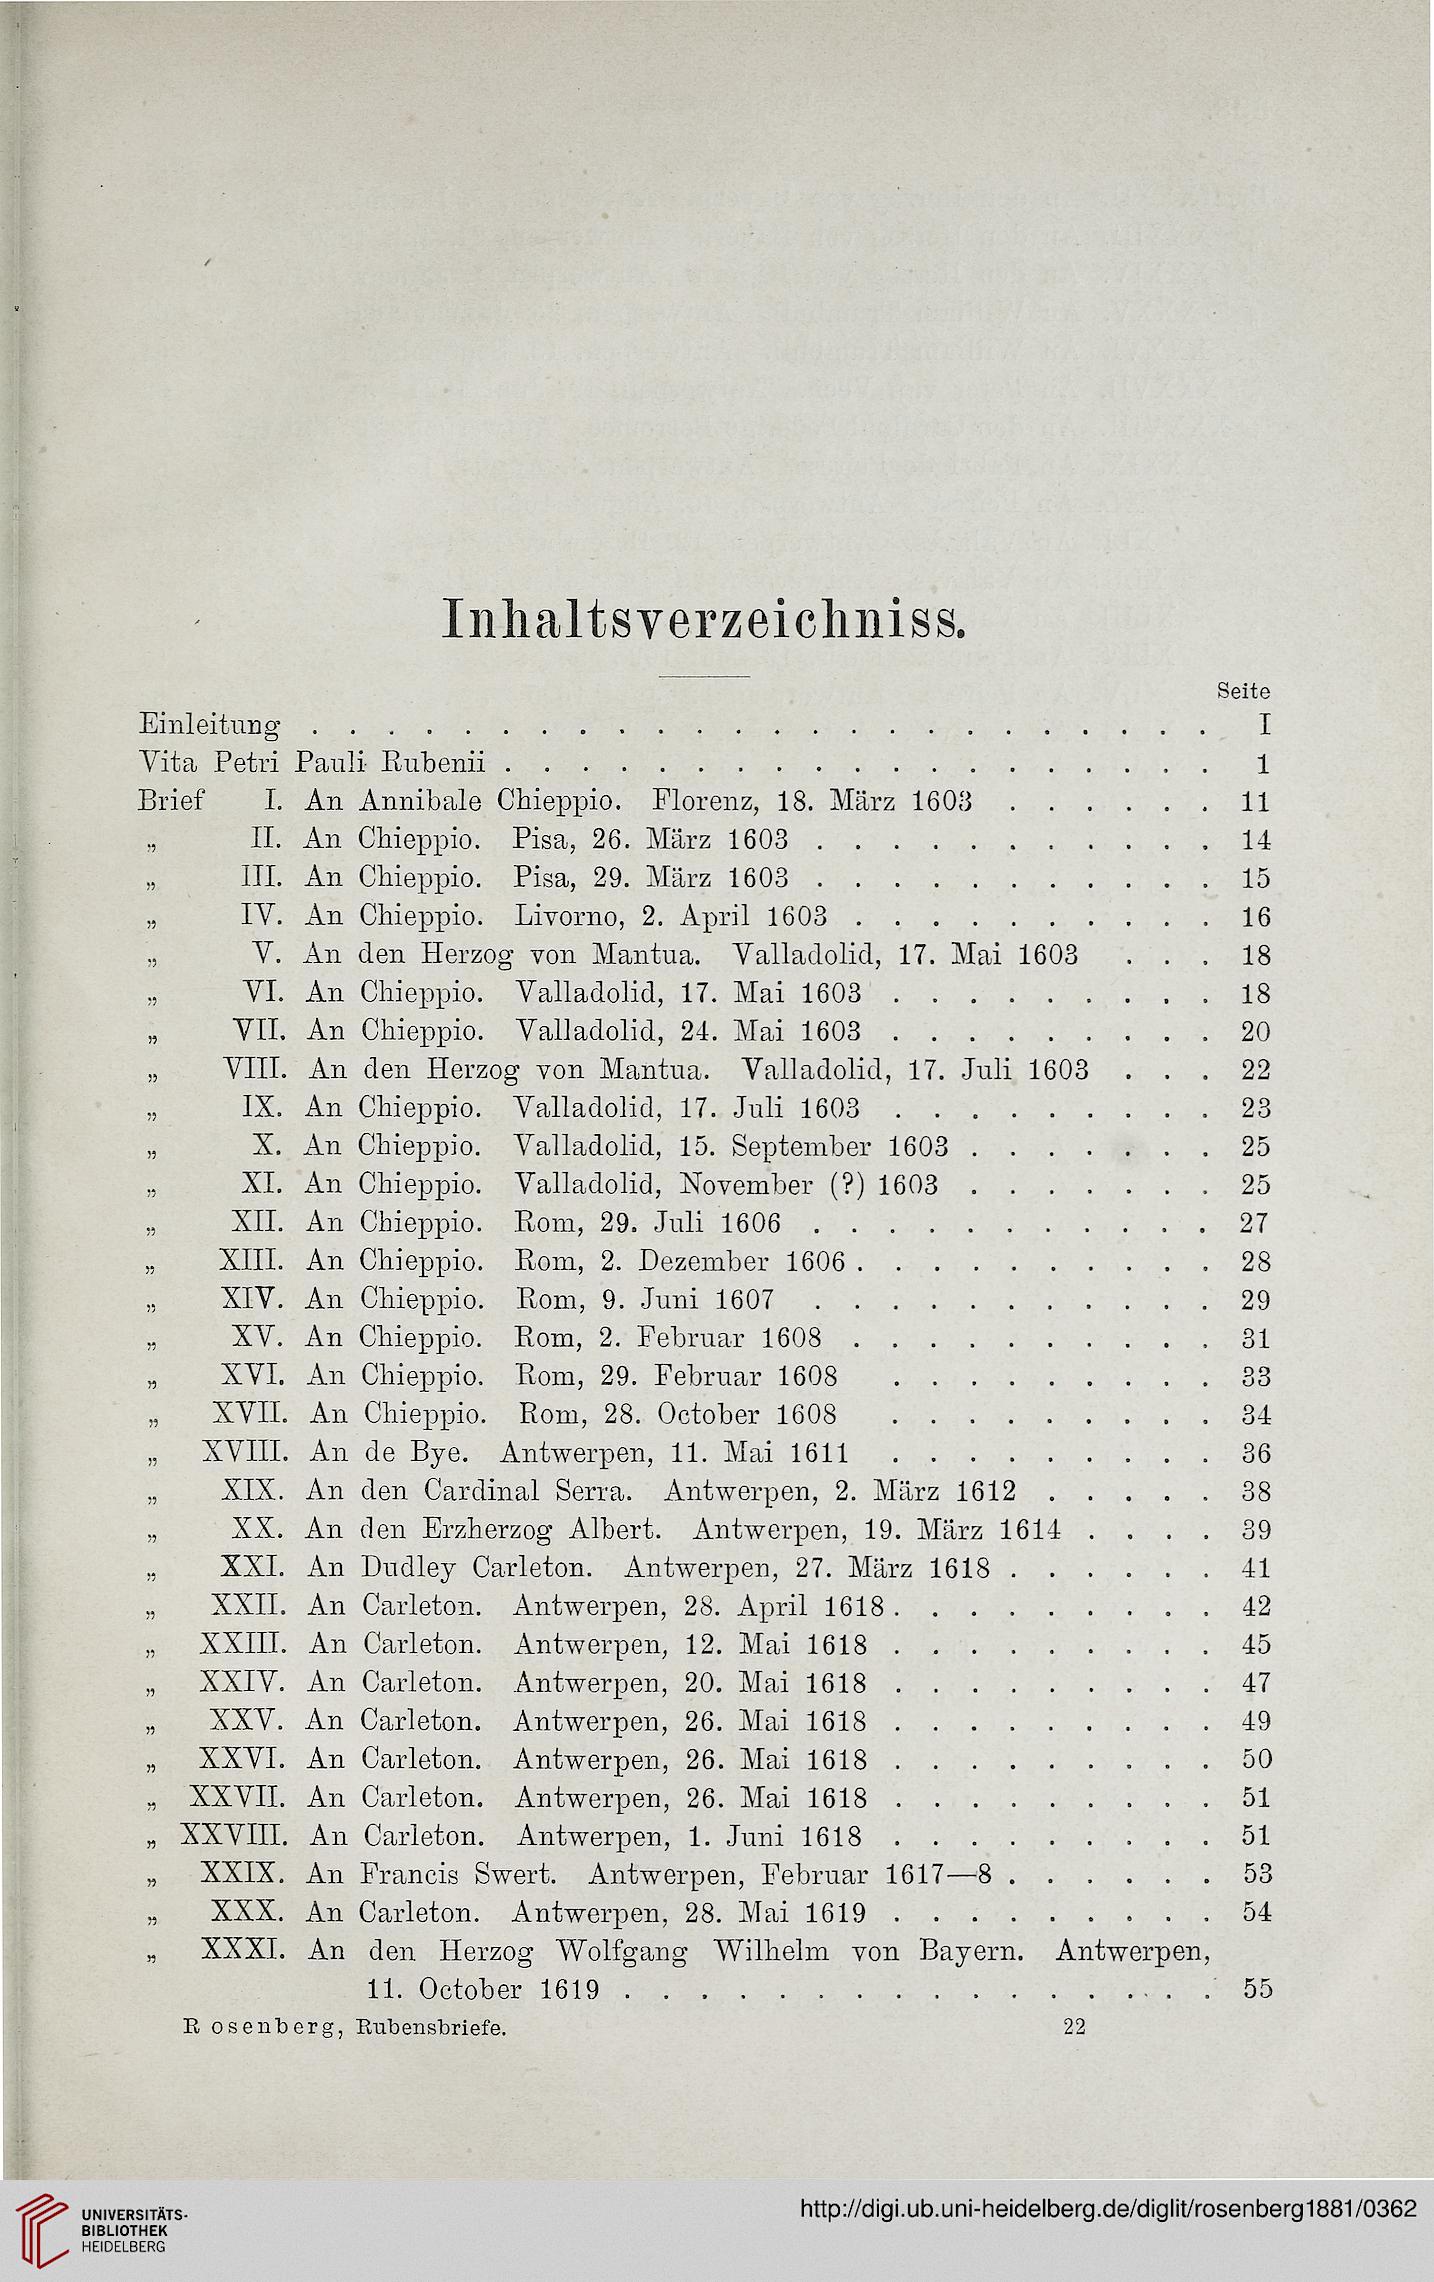 Inhaltsverzeichniss.
Seite
Einleitung . . . . . . . . . . . . . . . . . . . . . . . . I
Vita Petri Pauli Rubenii . . . . . . . . . . . . . . . . . . . 1
Brief I. An Annibale Chieppio. Florenz, 18. März 1603 . . . . . . 11
„ II. An Chieppio. Pisa, 26. März 1603 . . . . . . . . . . . 14
„ III. An Chieppio. Pisa, 29. März 1603 . . . . . . . . . . . 15
„ IV. An Chieppio. Livorno, 2. April 1603 . . . . . . . . . . 16
„ V. An den Herzog von Mantua. Valladolid, 17. Mai 1603 . . . 18
„ VI. An Chieppio. Valladolid, 17. Mai 1603 . . . . . . . . . 18
„ VII. An Chieppio. Valladolid, 24. Mai 1603 . . . . . . . . . 20
„ VIII. An den Herzog von Mantua. Valladolid, 17. Juli 1603 . . . 22
„ IX. An Chieppio. Valladolid, 17. Juli 1603 . . . . . . . . . 23
„ X. An Chieppio. Valladolid, 15. September 1603 . . . . . . . 25
„ XI. An Chieppio. Valladolid, November (?) 1603 . . . . . . . 25
„ XII. An Chieppio. Rom, 29. Juli 1606 . . . . . . . . . . . 27
„ XIII. An Chieppio. Rom, 2. Dezember 1606 . . . . . . . . . . 28
„ XIV. An Chieppio. Rom, 9. Juni 1607 . . . . . . . . . . . 29
„ XV. An Chieppio. Rom, 2. Februar 1608 . . . . . . . . . . 31
„ XVI. An Chieppio. Rom, 29. Februar 1608 . . . . . . . . . 33
„ XVII. An Chieppio. Rom, 28. October 1608 . . . . . . . . . 34
„ XVIII. An de Bye. Antwerpen, 11. Mai 1611 . . . . . . . . . 36
„ XIX. An den Cardinal Serra. Antwerpen, 2. März 1612 . . . . . 38
„ XX. An den Erzherzog Albert. Antwerpen, 19. März 1614 . . . . 39
„ XXI. An Dudley Carleton. Antwerpen, 27. März 1618 . . . . . . 41
„ XXII. An Carleton. Antwerpen, 28. April 1618 . . . . . . . . . 42
„ XXIII. An Carleton. Antwerpen, 12. Mai 1618 . . . . . . . . . 45
„ XXIV. An Carleton. Antwerpen, 20. Mai 1618 . . . . . . . . . 47
„ XXV. An Carleton. Antwerpen, 26. Mai 1618 . . . . . . . . . 49
„ XXVI. An Carleton. Antwerpen, 26. Mai 1618 . . . . . . . . . 50
„ XXVII. An Carleton. Antwerpen, 26. Mai 1618 . . . . . . . . . 51
„ XXVIII. An Carleton. Antwerpen, 1. Juni 1618 . . . . . . . . . 51
„ XXIX. An Francis Swert. Antwerpen, Februar 1617—8 . . . . . . 53
„ XXX. An Carleton. Antwerpen, 28. Mai 1619 . . . . . . . . . 54
„ XXXI. An den Herzog Wolfgang Wilhelm von Bayern. Antwerpen,
11. October 1619 . . . . . . . . . . . . . . . . 55
Rosenberg, Rubensbriefe. 22
UNIVERSITÄTS-
BIBLIOTHEK
HEIDELBERG
http://digi.ub.uni-heidelberg.de/diglit/rosenberg1881/0362